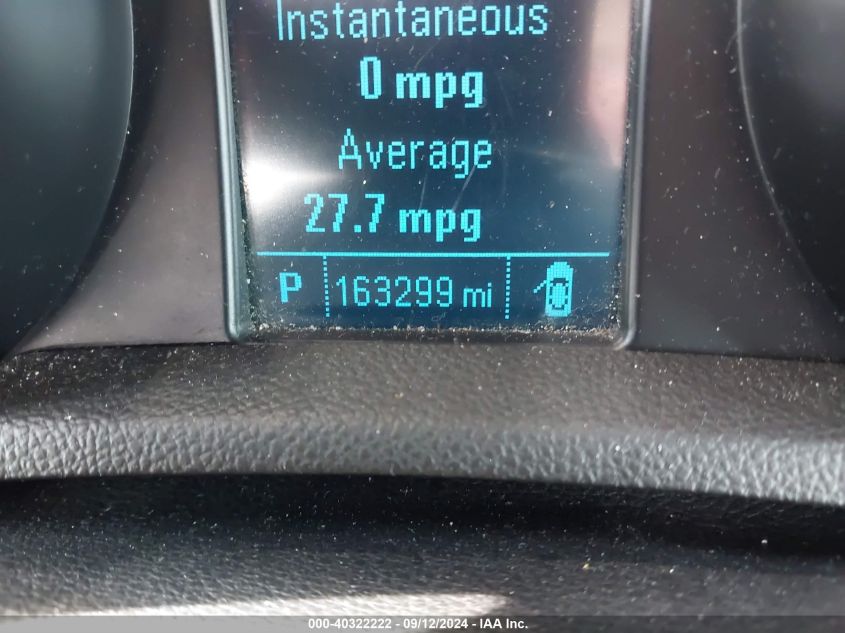 Instantaneous
0 mpg
Average
27.7 mpg
P 163299 mi
000-40322222 - 09/12/2024 - IAA Inc.